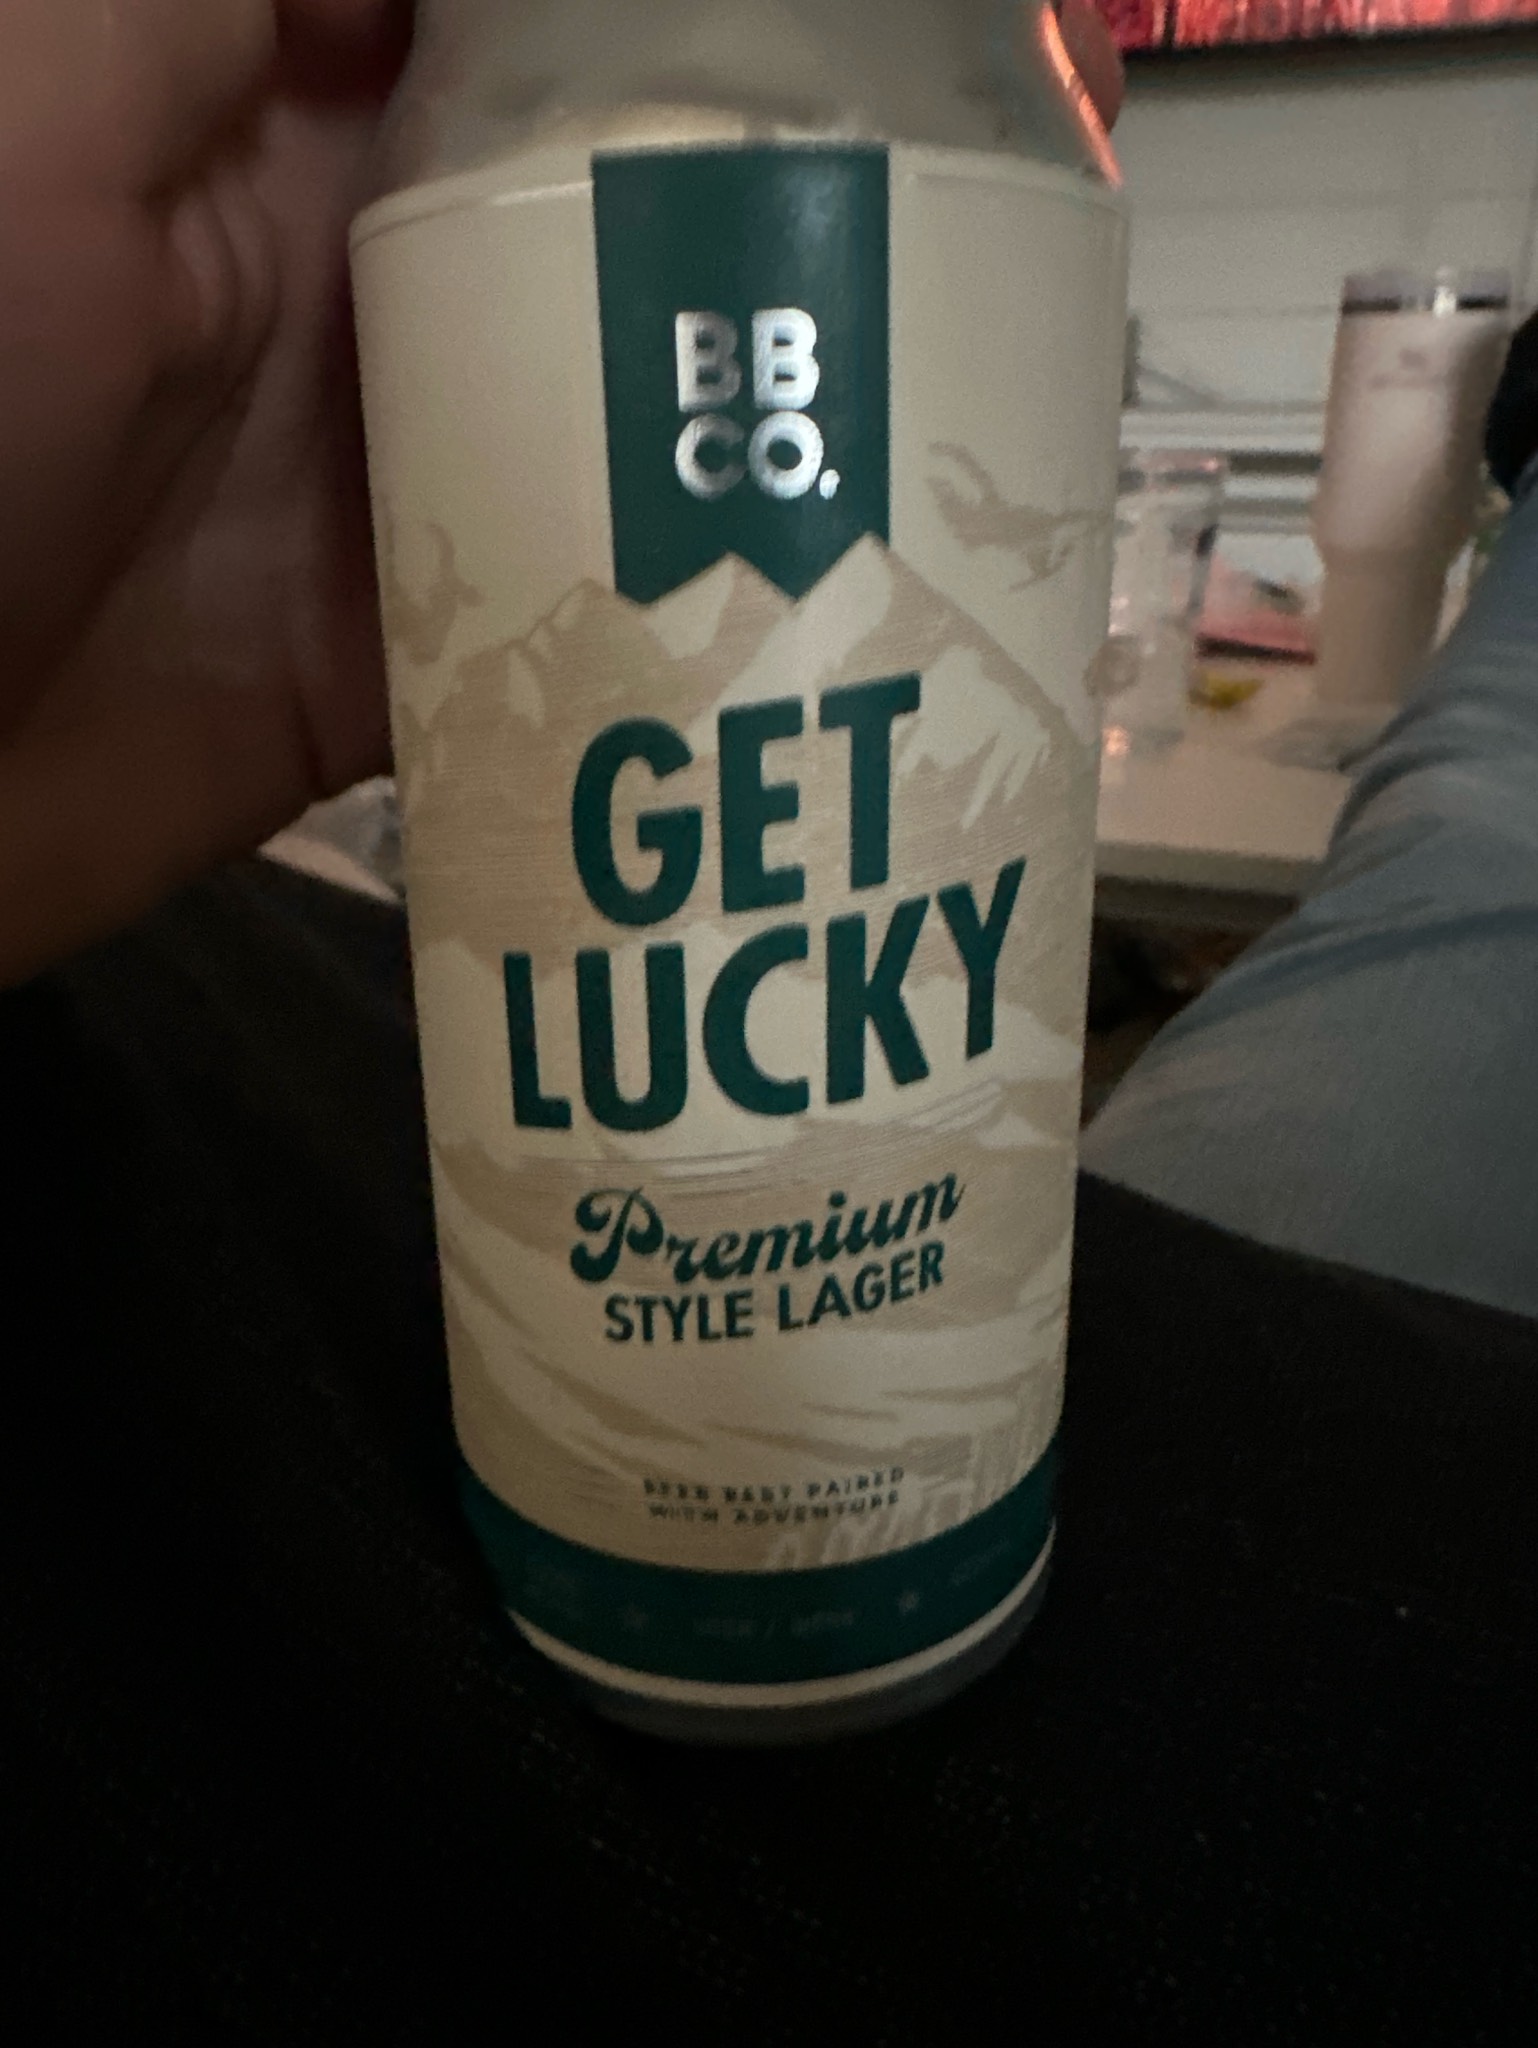 BB
CO.
GET
LUCKY
Premium
STYLE LAGER
BEER BEST PAIRED
WITH ADVENTURE